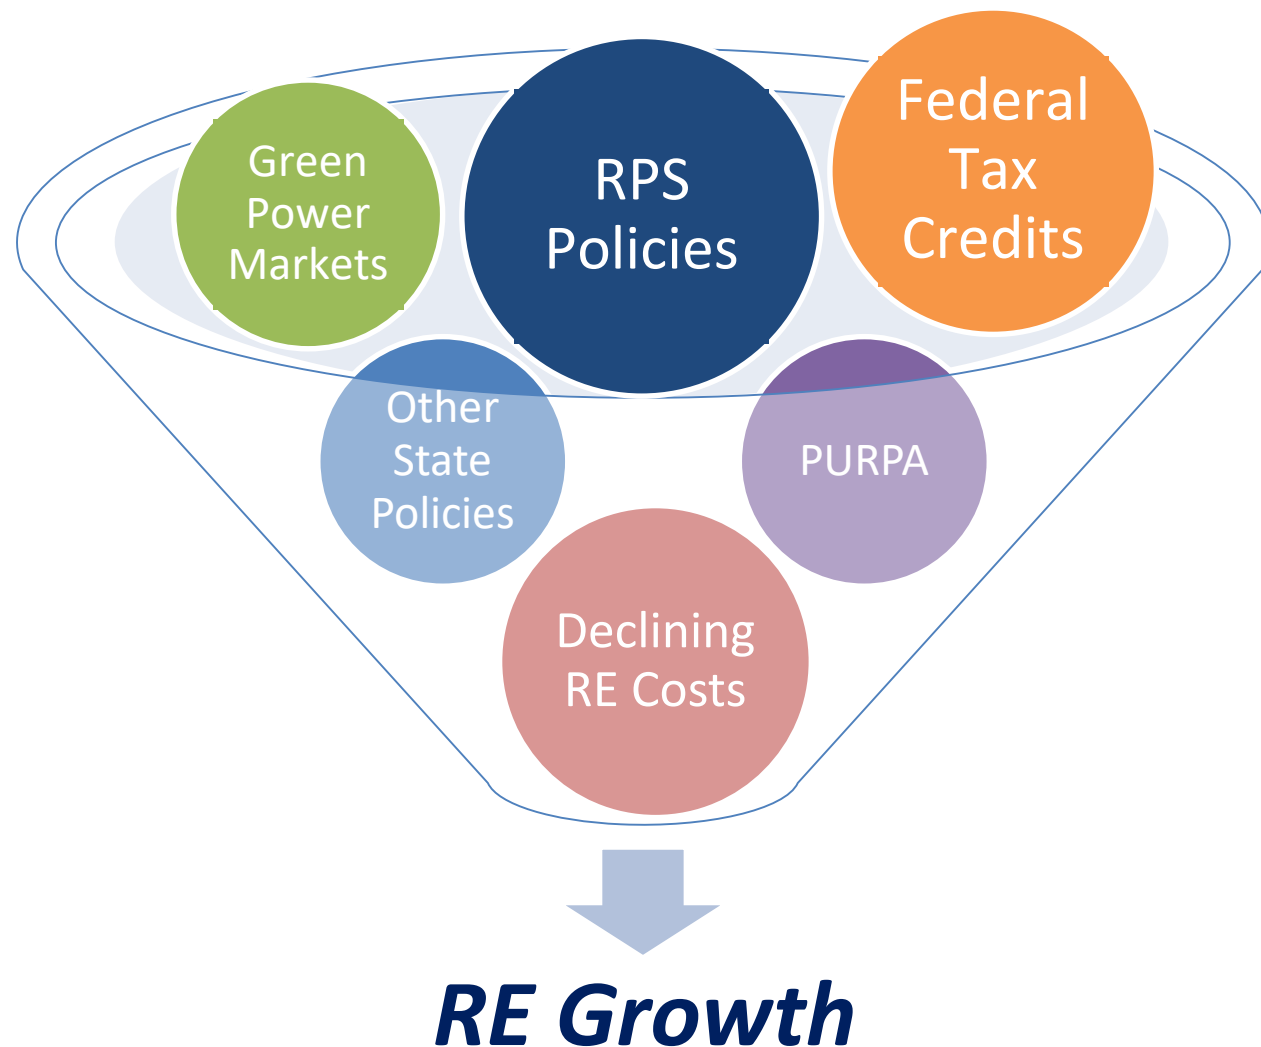 Green
Power
Markets
RPS
Policies
Federal
Tax
Credits
Other
State
Policies
PURPA
Declining
RE Costs
RE Growth